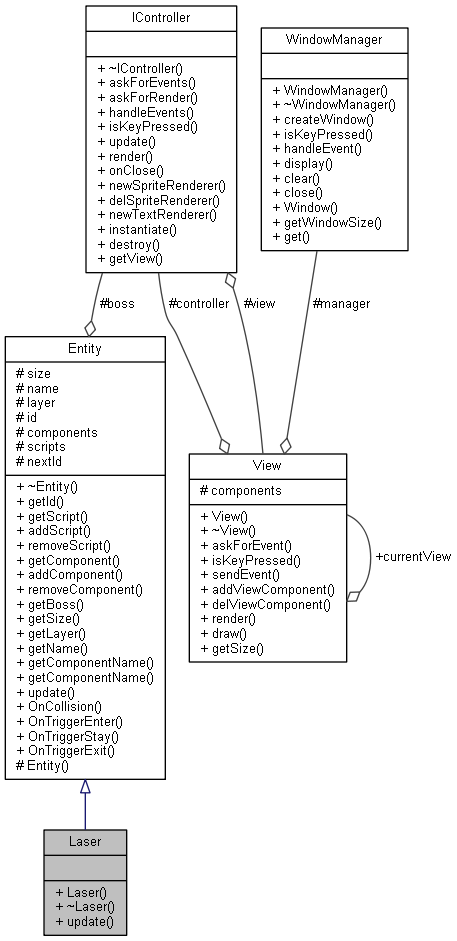 IController
+ ~IController()
+ askForEvents()
+ askForRender()
+ handleEvents()
+ isKeyPressed()
+ update()
+ render()
+ onClose()
+ newSpriteRenderer()
+ delSpriteRenderer()
+ newTextRenderer()
+ instantiate()
+ destroy()
+ getView()
WindowManager
+ WindowManager()
+ ~WindowManager()
+ createWindow()
+ isKeyPressed()
+ handleEvent()
+ display()
+ clear()
+ close()
+ Window()
+ getWindowSize()
+ get()
#boss
#controller
#view
#manager
Entity
# size
# name
# layer
# id
# components
# scripts
# nextId
+ ~Entity()
+ getId()
+ getScript()
+ addScript()
+ removeScript()
+ getComponent()
+ addComponent()
+ removeComponent()
+ getBoss()
+ getSize()
+ getLayer()
+ getName()
+ getComponentName()
+ getComponentName()
+ update()
+ OnCollision()
+ OnTriggerEnter()
+ OnTriggerStay()
+ OnTriggerExit()
# Entity()
View
# components
+ View()
+ ~View()
+ askForEvent()
+ isKeyPressed()
+ sendEvent()
+ addViewComponent()
+ delViewComponent()
+ render()
+ draw()
+ getSize()
+currentView
Laser
+ Laser()
+ ~Laser()
+ update()